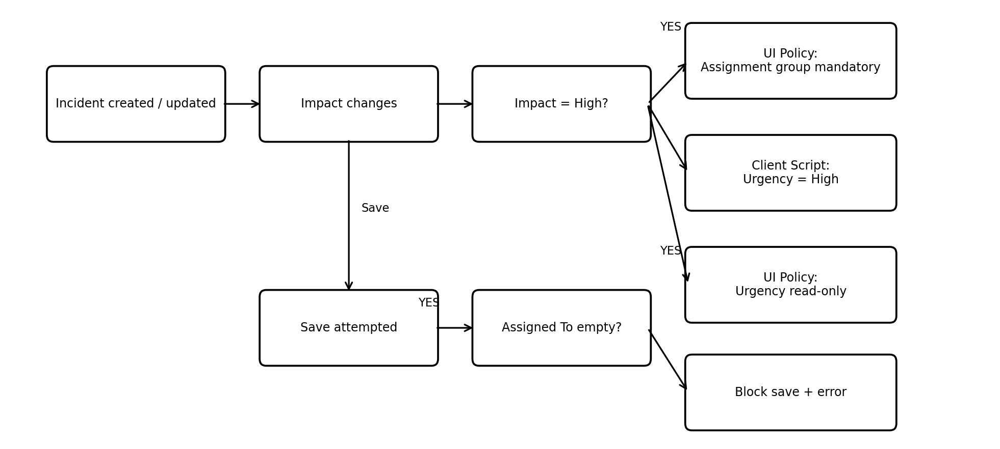 YES
UI Policy:
Assignment group mandatory
Incident created / updated
Impact changes
Impact = High?
Client Script:
Urgency = High
Save
YES
UI Policy:
Urgency read-only
YES
Save attempted
Assigned To empty?
Block save + error